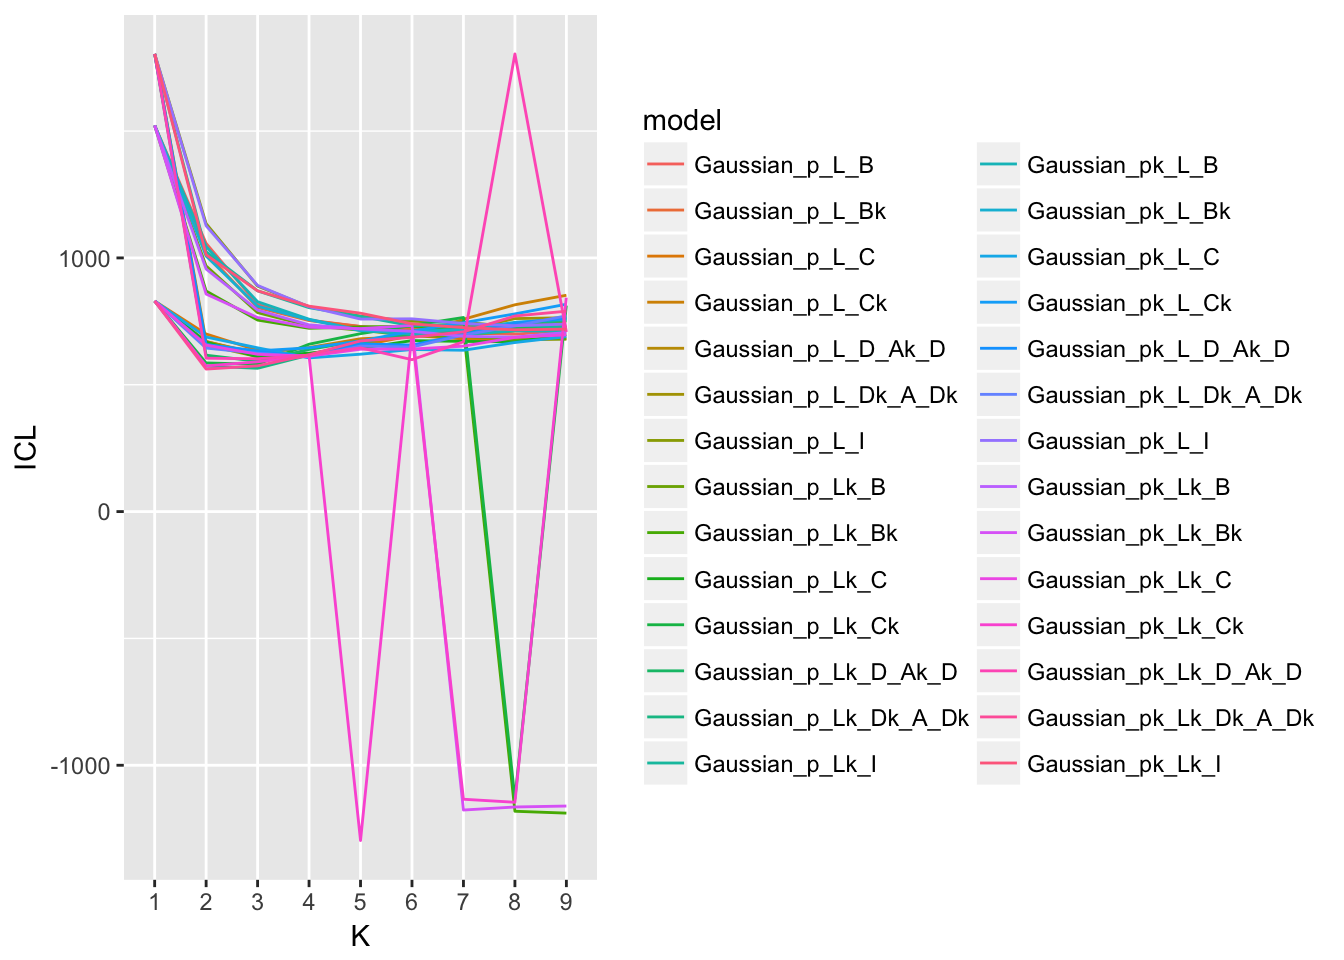 1000
0
-1000
ICL
1 2 3 4 5 6 7 8 9
K
model
Gaussian_p_L_B
Gaussian_p_L_Bk
Gaussian_p_L_C
Gaussian_p_L_Ck
Gaussian_p_L_D_Ak_D
Gaussian_p_L_Dk_A_Dk
Gaussian_p_L_I
Gaussian_p_Lk_B
Gaussian_p_Lk_Bk
Gaussian_p_Lk_C
Gaussian_p_Lk_Ck
Gaussian_p_Lk_D_Ak_D
Gaussian_p_Lk_Dk_A_Dk
Gaussian_p_Lk_I
Gaussian_pk_L_B
Gaussian_pk_L_Bk
Gaussian_pk_L_C
Gaussian_pk_L_Ck
Gaussian_pk_L_D_Ak_D
Gaussian_pk_L_Dk_A_Dk
Gaussian_pk_L_I
Gaussian_pk_Lk_B
Gaussian_pk_Lk_Bk
Gaussian_pk_Lk_C
Gaussian_pk_Lk_Ck
Gaussian_pk_Lk_D_Ak_D
Gaussian_pk_Lk_Dk_A_Dk
Gaussian_pk_Lk_I